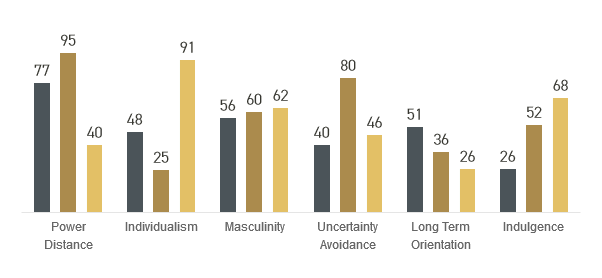 77 95 40
48 25 91
56 60 62
40 80 46
51 36 26
26 52 68
Power
Distance
Individualism
Masculinity
Uncertainty
Avoidance
Long Term
Orientation
Indulgence